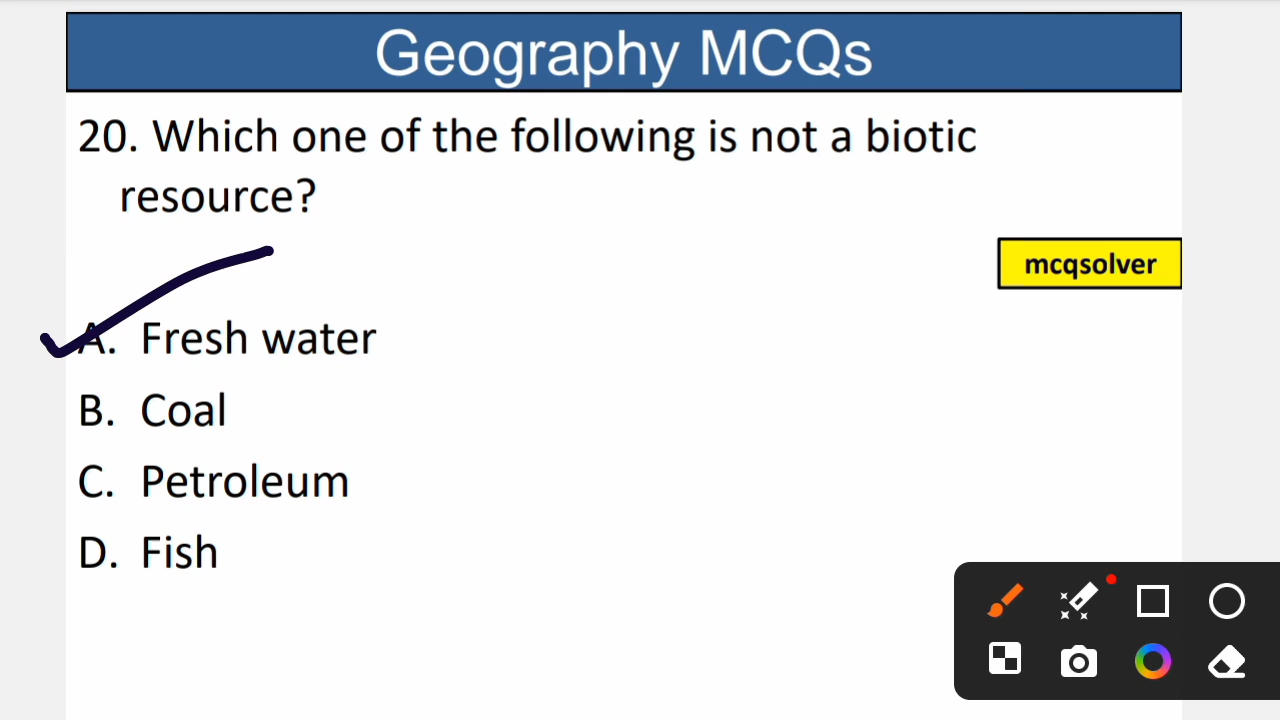 Geography MCQs
20. Which one of the following is not a biotic
resource?
mcqsolver
A. Fresh water
B. Coal
C. Petroleum
D. Fish